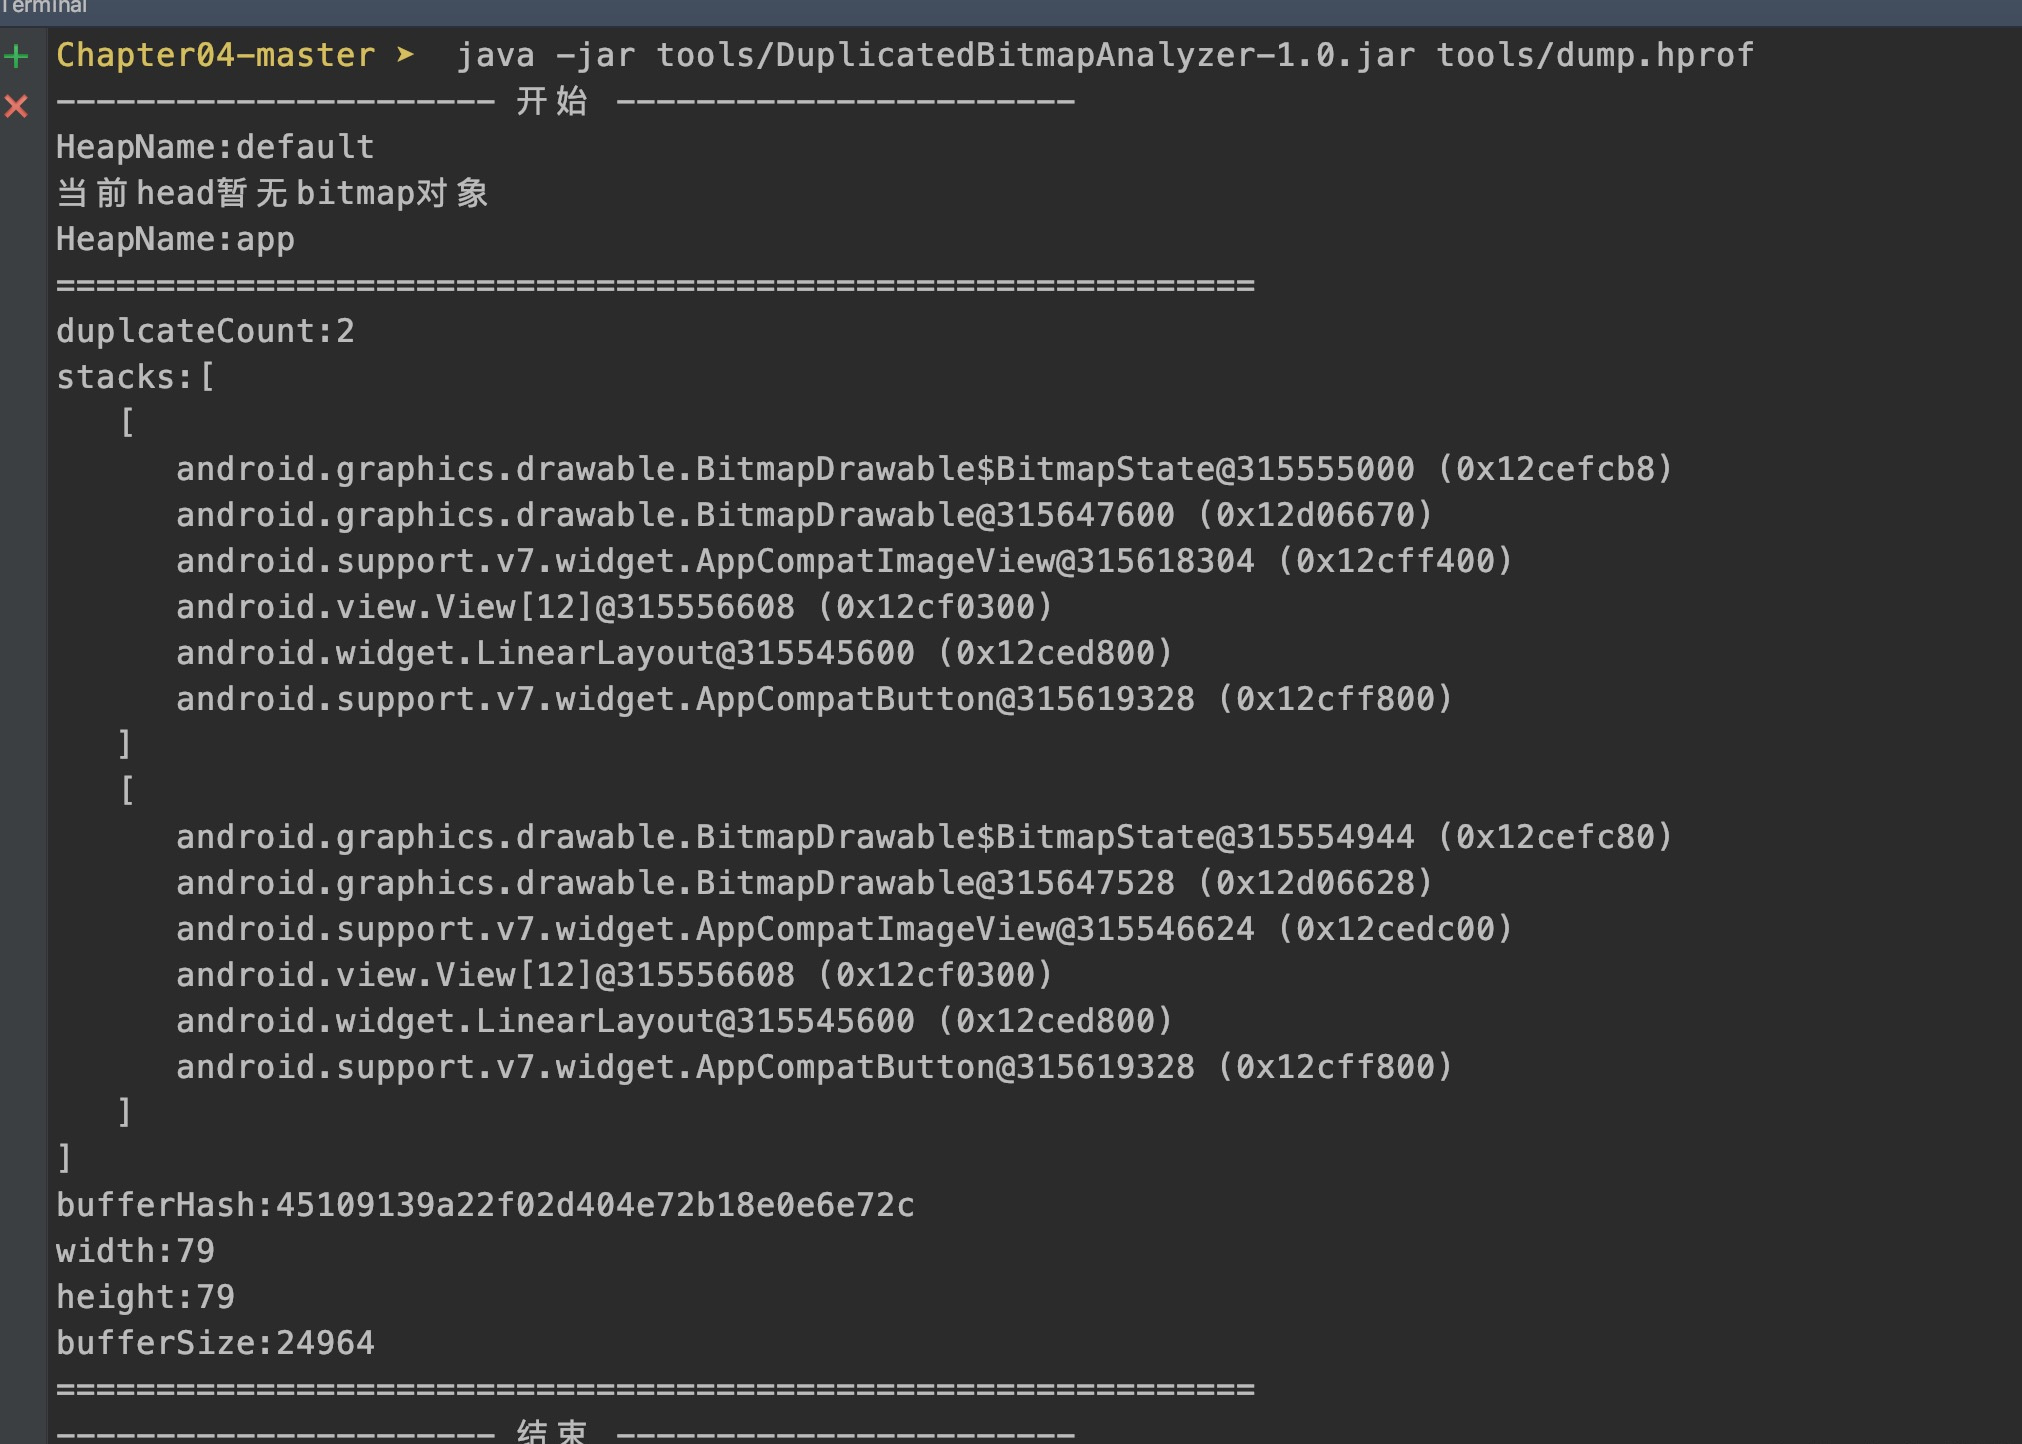 Terminal
Chapter04-master ➤  java -jar tools/DuplicatedBitmapAnalyzer-1.0.jar tools/dump.hprof
---------------------- 开始 -----------------------
HeapName:default
当前head暂无bitmap对象
HeapName:app
============================================================
duplcateCount:2
stacks:[
   [
      android.graphics.drawable.BitmapDrawable$BitmapState@315555000 (0x12cefcb8)
      android.graphics.drawable.BitmapDrawable@315647600 (0x12d06670)
      android.support.v7.widget.AppCompatImageView@315618304 (0x12cff400)
      android.view.View[12]@315556608 (0x12cf0300)
      android.widget.LinearLayout@315545600 (0x12ced800)
      android.support.v7.widget.AppCompatButton@315619328 (0x12cff800)
   ]
   [
      android.graphics.drawable.BitmapDrawable$BitmapState@315554944 (0x12cefc80)
      android.graphics.drawable.BitmapDrawable@315647528 (0x12d06628)
      android.support.v7.widget.AppCompatImageView@315546624 (0x12cedc00)
      android.view.View[12]@315556608 (0x12cf0300)
      android.widget.LinearLayout@315545600 (0x12ced800)
      android.support.v7.widget.AppCompatButton@315619328 (0x12cff800)
   ]
]
bufferHash:45109139a22f02d404e72b18e0e6e72c
width:79
height:79
bufferSize:24964
============================================================
---------------------- 结束 -----------------------